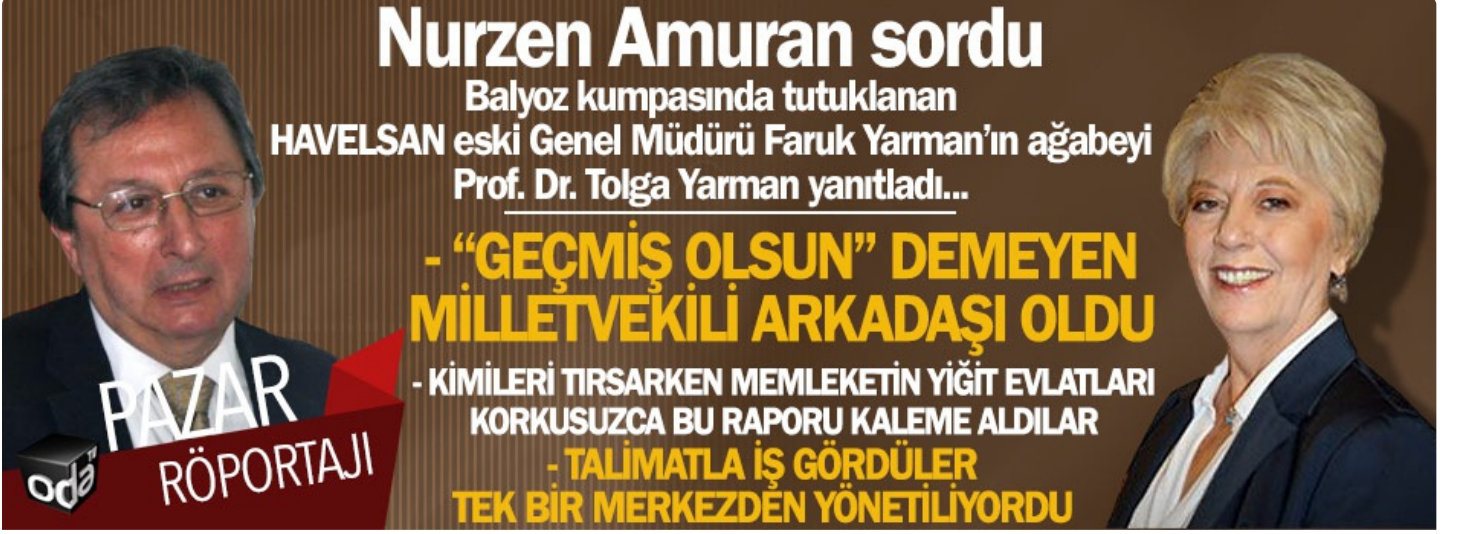 Nurzen Amuran sordu
Balyoz kumpasında tutuklanan
HAVELSAN eski Genel Müdürü Faruk Yarman’ın ağabeyi
Prof. Dr. Tolga Yarman yanıtladı...
- “GEÇMİŞ OLSUN” DEMEYEN
MİLLETVEKİLİ ARKADAŞI OLDU
- KİMİLERİ TIRSARKEN MEMLEKETİN YİĞİT EVLATLARI
KORKUSUZCA BU RAPORU KALEME ALDILAR
- TALİMATLA İŞ GÖRDÜLER
TEK BİR MERKEZDEN YÖNETİLİYORDU
PAZAR
RÖPORTAJI
oda TV